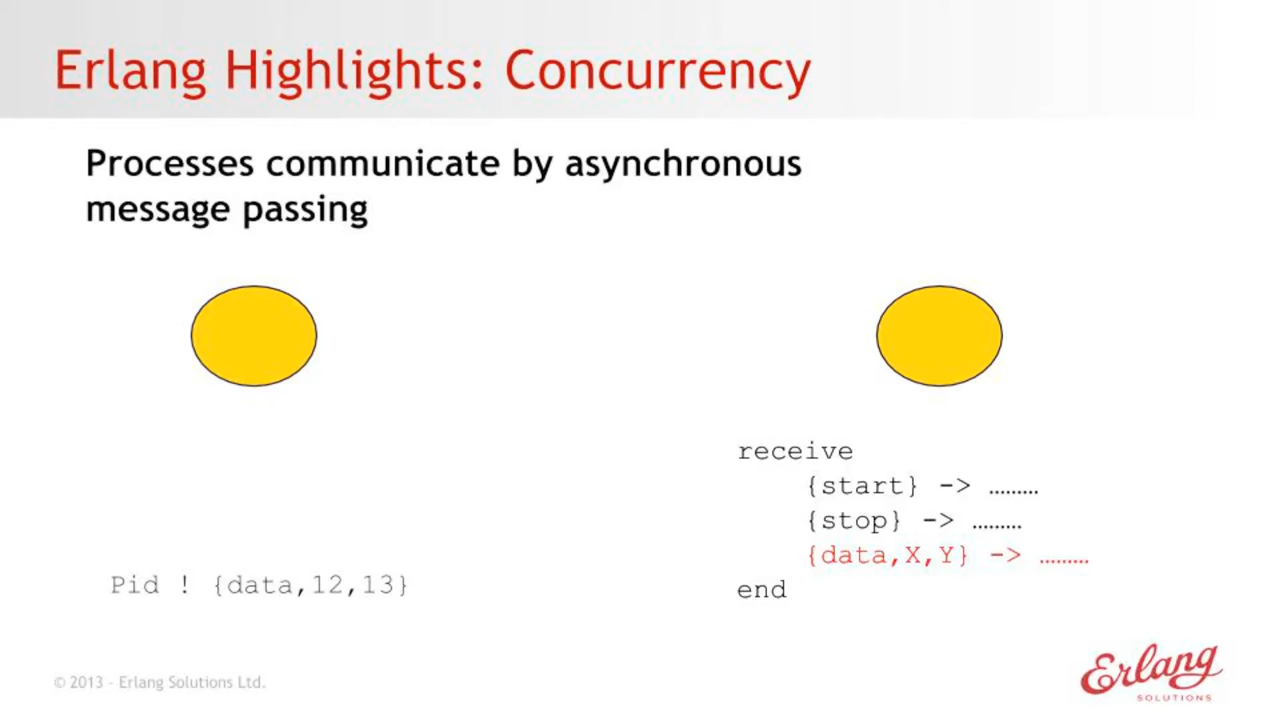 Erlang Highlights: Concurrency
Processes communicate by asynchronous
message passing
receive
{start} -> ………
{stop} -> ………
{data,X,Y} -> ………
end
Pid ! {data,12,13}
© 2013 – Erlang Solutions Ltd.
Erlang
SOLUTIONS